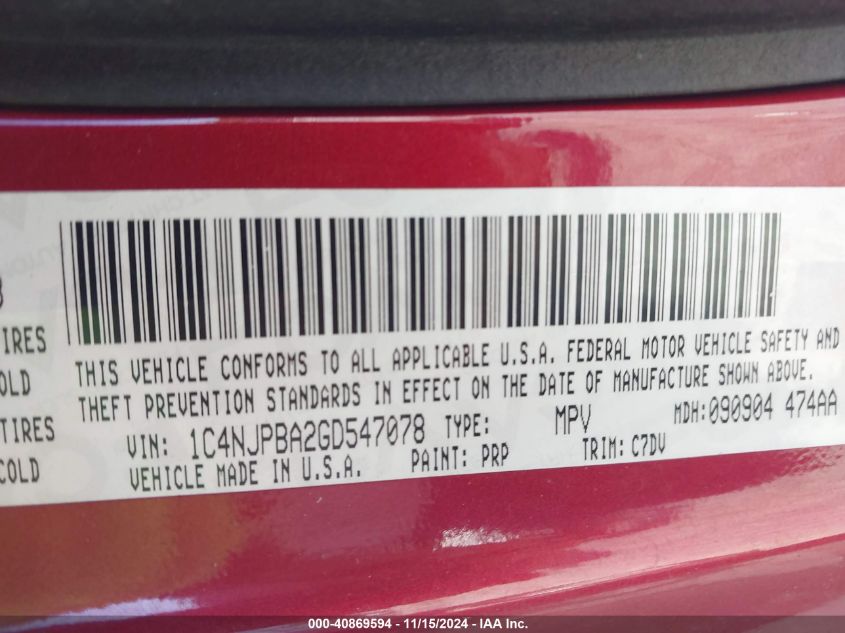 IRES
OLD
TIRES
COLD
THIS VEHICLE CONFORMS TO ALL APPLICABLE U.S.A. FEDERAL MOTOR VEHICLE SAFETY AND
THEFT PREVENTION STANDARDS IN EFFECT ON THE DATE OF MANUFACTURE SHOWN ABOVE.
VIN: 1C4NJPBA2GD547078 TYPE: MPV MDH:090904 474AA
VEHICLE MADE IN U.S.A. PAINT: PRP TRIM: C7DV
000-40869594 - 11/15/2024 - IAA Inc.